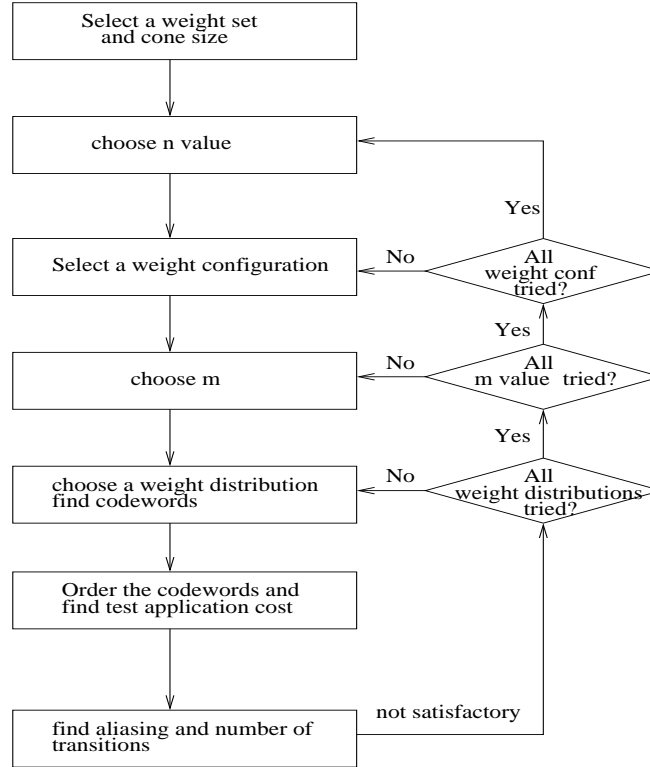 Select a weight set
and cone size
choose n value
Yes
Select a weight configuration
No
All
weight conf
tried?
Yes
choose m
No
All
m value tried?
Yes
choose a weight distribution
find codewords
No
All
weight distributions
tried?
Order the codewords and
find test application cost
find aliasing and number of
transitions
not satisfactory